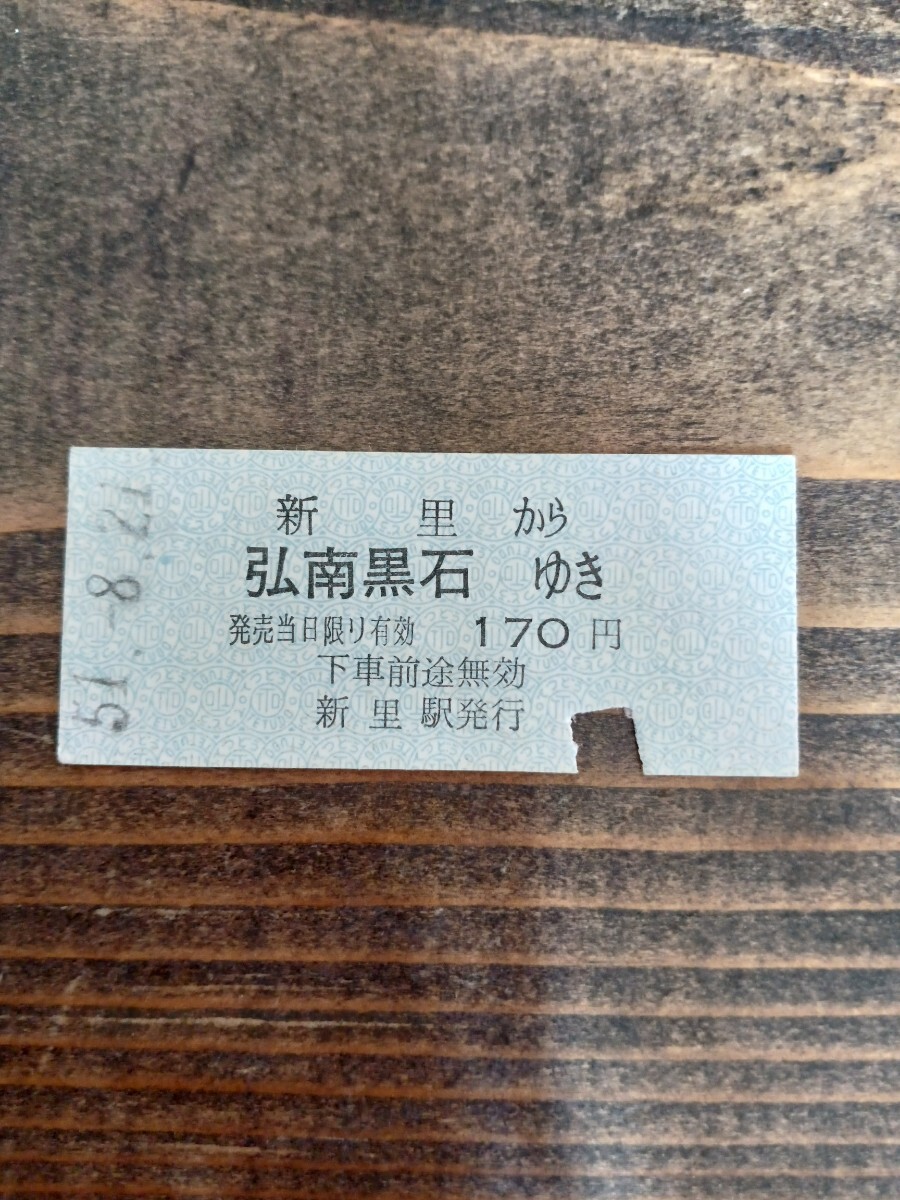 51.-8.21
新里から
弘南黒石ゆき
発売当日限り有効 170円
下車前途無効
新里駅発行